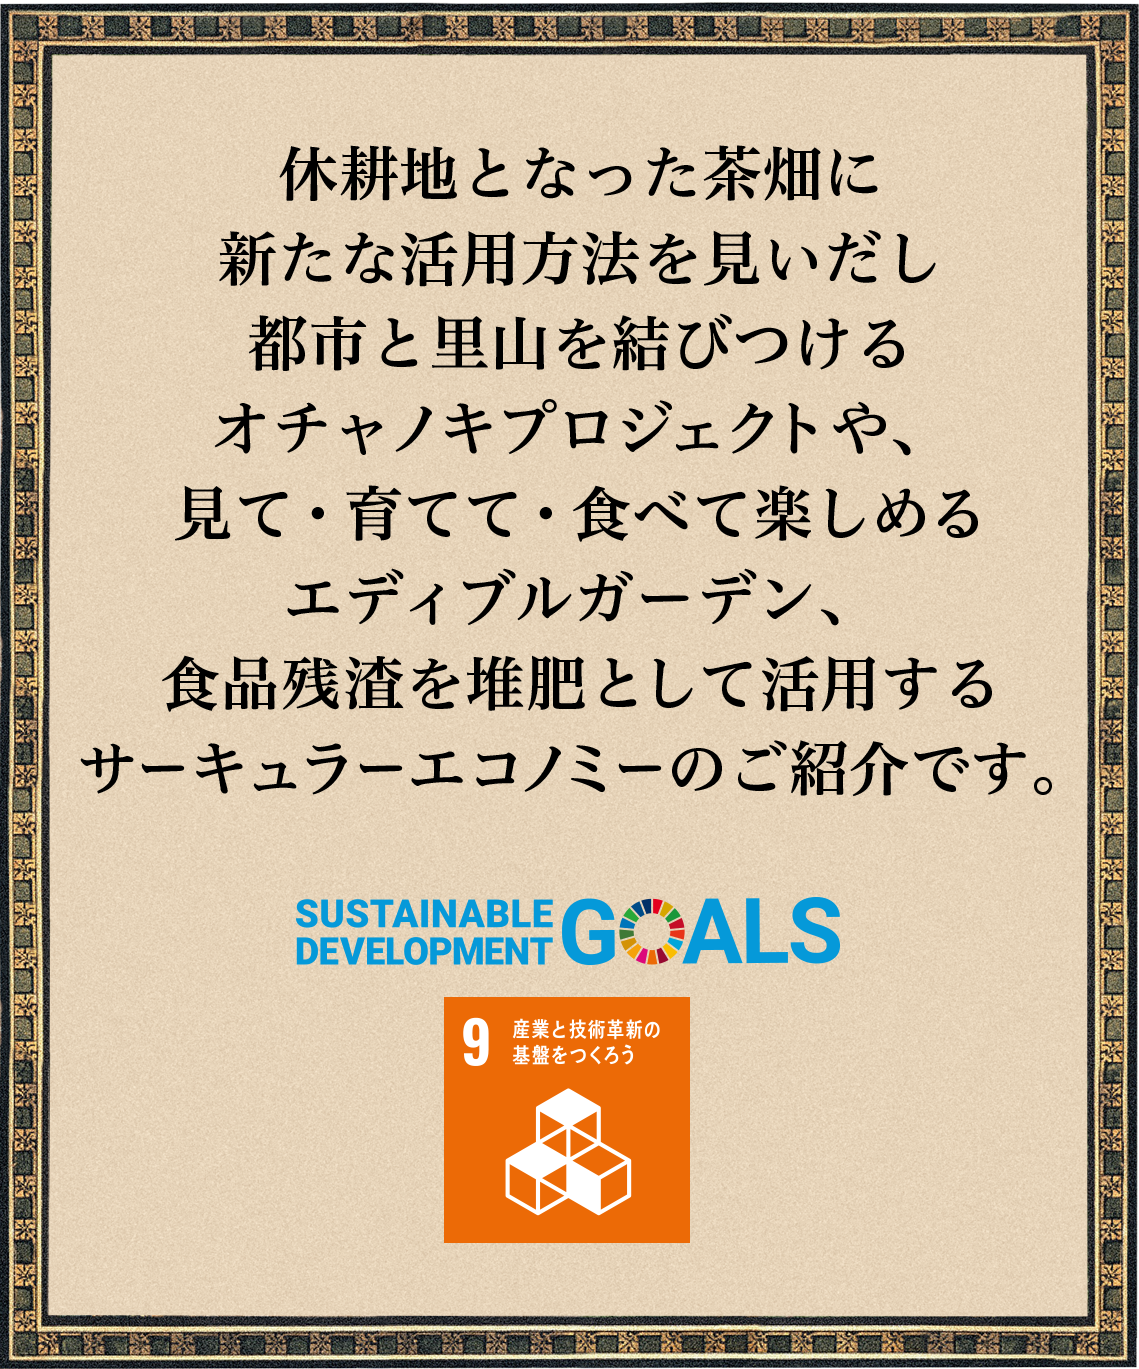 休耕地となった茶畑に
新たな活用方法を見いだし
都市と里山を結びつける
オチャノキプロジェクトや、
見て・育てて・食べて楽しめる
エディブルガーデン、
食品残渣を堆肥として活用する
サーキュラーエコノミーのご紹介です。
SUSTAINABLE
DEVELOPMENT
GOALS
9
産業と技術革新の
基盤をつくろう